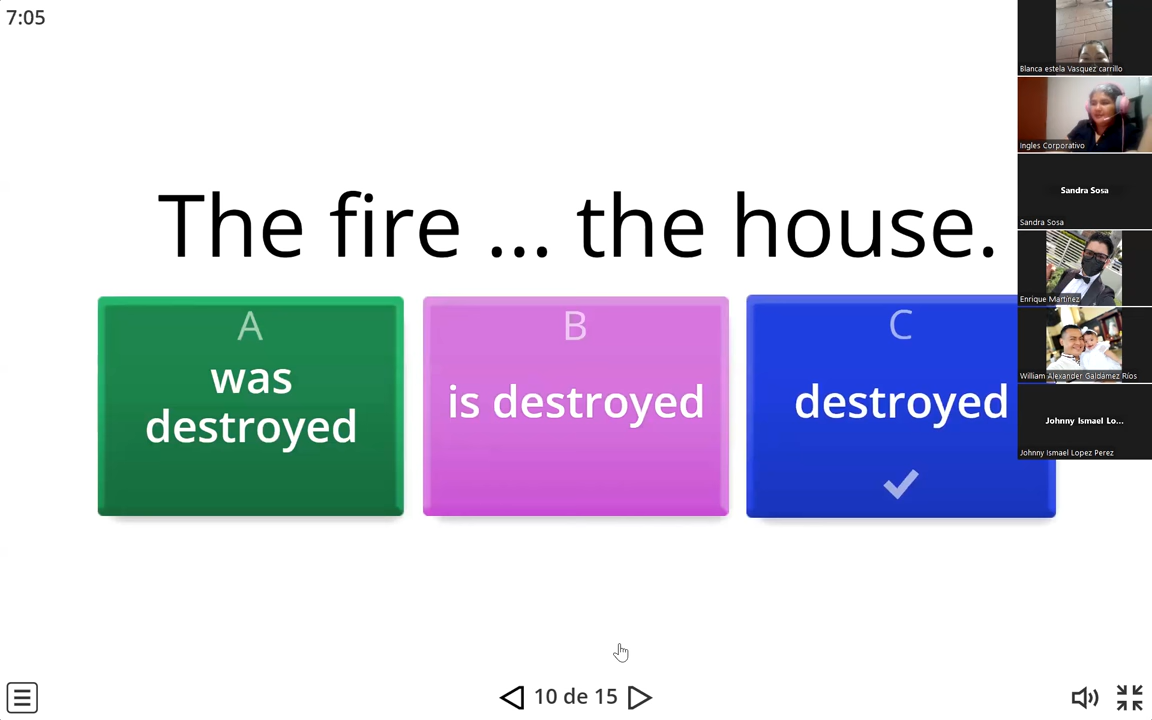 7:05
The fire ... the house.
A
was
destroyed
B
is destroyed
C
destroyed
10 de 15
Blanca estela Vasquez carrillo
Ingles Corporativo
Sandra Sosa
Sandra Sosa
Enrique Martinez
William Alexander Galdamez Ríos
Johnny Ismael Lo...
Johnny Ismael Lopez Perez